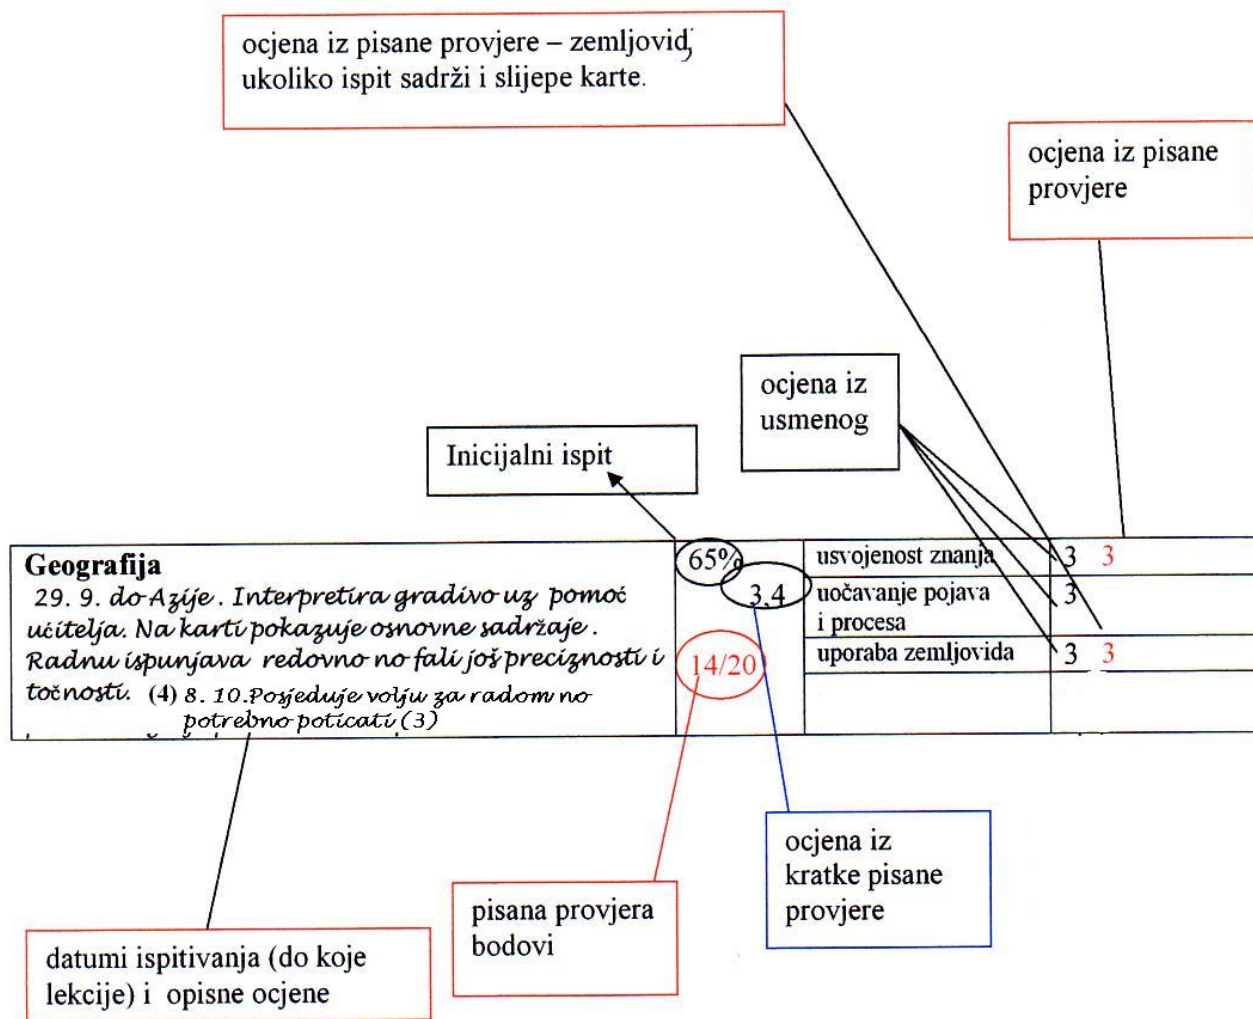 ocjena iz pisane provjere – zemljovid,
ukoliko ispit sadrži i slijepe karte.
ocjena iz pisane
provjere
ocjena iz
usmenog
Inicijalni ispit
Geografija
29. 9. do Azije. Interpretira gradivo uz pomoć
učitelja. Na karti pokazuje osnovne sadržaje.
Radnu ispunjava redovno no fali još preciznosti i
točnosti. (4) 8. 10. Posjeduje volju za radom no
potrebno poticati (3)
65%
3,4
14/20
usvojenost znanja 3 3
uočavanje pojava 3
i procesa
uporaba zemljovida 3 3
ocjena iz
kratke pisane
provjere
pisana provjera
bodovi
datumi ispitivanja (do koje
lekcije) i opisne ocjene